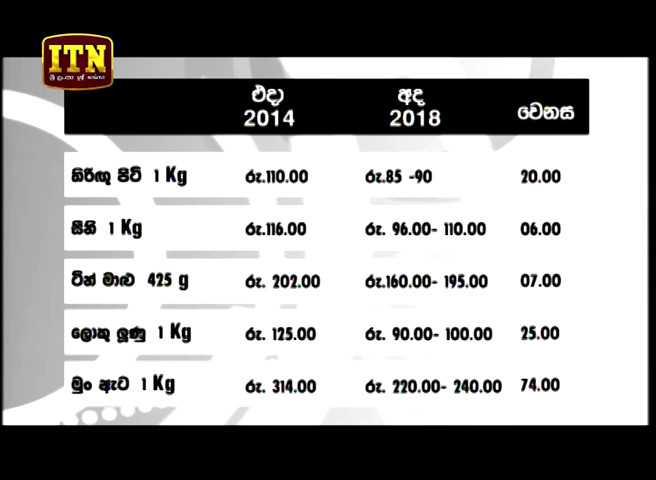 ITN
ශ්‍රී ලංකා අපේ නාලිකාව
එදා 2014 අද 2018 වෙනස
තිරිඟු පිටි 1 Kg රු.110.00 රු.85 -90 20.00
සීනි 1 Kg රු.116.00 රු. 96.00- 110.00 06.00
ටින් මාළු 425 g රු. 202.00 රු.160.00- 195.00 07.00
ලොකු ලූණු 1 Kg රු. 125.00 රු. 90.00- 100.00 25.00
මුං ඇට 1 Kg රු. 314.00 රු. 220.00- 240.00 74.00